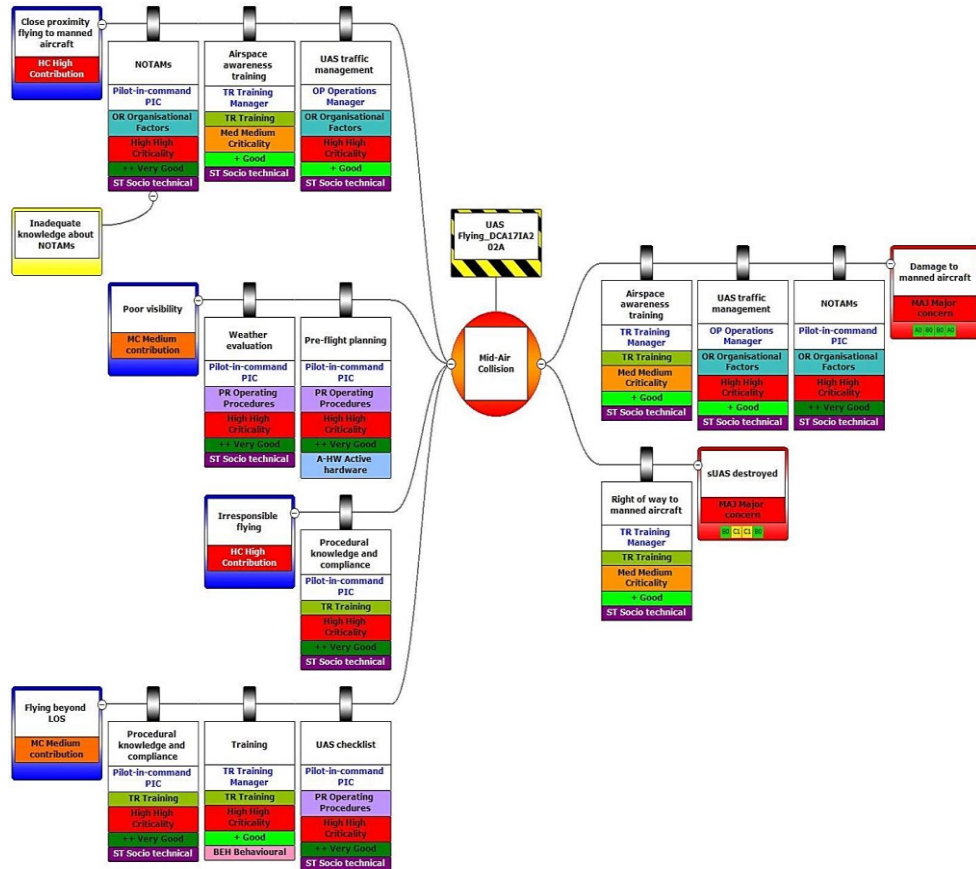 Close proximity
flying to manned
aircraft
HC High
Contribution
NOTAMs
Pilot-in-command
PIC
OR Organisational
Factors
High High
Criticality
++ Very Good
ST Socio technical
Airspace
awareness
training
TR Training
Manager
TR Training
Med Medium
Criticality
+ Good
ST Socio technical
UAS traffic
management
OP Operations
Manager
OR Organisational
Factors
High High
Criticality
+ Good
ST Socio technical
Inadequate
knowledge about
NOTAMs
Poor visibility
MC Medium
contribution
Weather
evaluation
Pilot-in-command
PIC
PR Operating
Procedures
High High
Criticality
++ Very Good
ST Socio technical
Pre-flight planning
Pilot-in-command
PIC
PR Operating
Procedures
High High
Criticality
++ Very Good
A-HW Active
hardware
Irresponsible
flying
HC High
Contribution
Procedural
knowledge and
compliance
Pilot-in-command
PIC
TR Training
High High
Criticality
++ Very Good
ST Socio technical
Flying beyond
LOS
MC Medium
contribution
Procedural
knowledge and
compliance
Pilot-in-command
PIC
TR Training
High High
Criticality
++ Very Good
ST Socio technical
Training
TR Training
Manager
TR Training
High High
Criticality
+ Good
BEH Behavioural
UAS checklist
Pilot-in-command
PIC
PR Operating
Procedures
High High
Criticality
++ Very Good
ST Socio technical
UAS
Flying_DCA17IA2
02A
Mid-Air
Collision
Airspace
awareness
training
TR Training
Manager
TR Training
Med Medium
Criticality
+ Good
ST Socio technical
UAS traffic
management
OP Operations
Manager
OR Organisational
Factors
High High
Criticality
+ Good
ST Socio technical
NOTAMs
Pilot-in-command
PIC
OR Organisational
Factors
High High
Criticality
++ Very Good
ST Socio technical
Damage to
manned aircraft
MAJ Major
concern
A0 B0 B0 A0
Right of way to
manned aircraft
TR Training
Manager
TR Training
Med Medium
Criticality
+ Good
ST Socio technical
sUAS destroyed
MAJ Major
concern
B0 C1 C1 B0